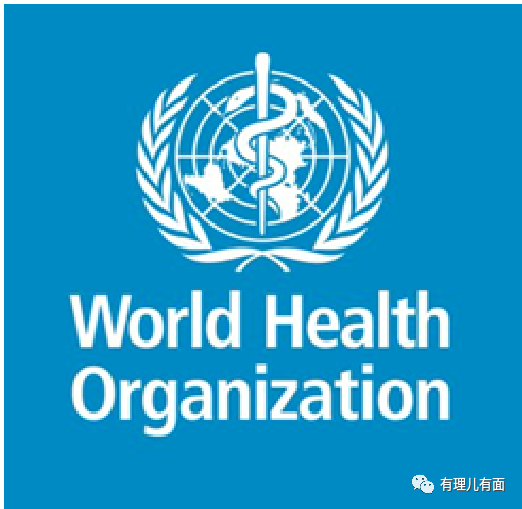 World Health
Organization
有理儿有面